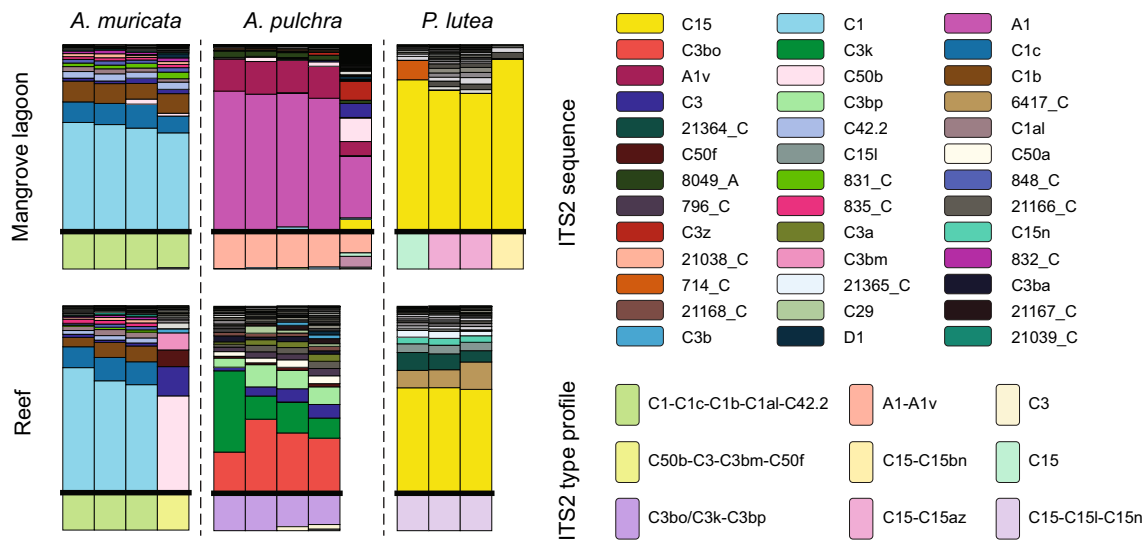 A. muricata
A. pulchra
P. lutea
Mangrove lagoon
Reef
ITS2 sequence
C15
C1
A1
C3bo
C3k
C1c
A1v
C50b
C1b
C3
C3bp
6417_C
21364_C
C42.2
C1al
C50f
C15l
C50a
8049_A
831_C
848_C
796_C
835_C
21166_C
C3z
C3a
C15n
21038_C
C3bm
832_C
714_C
21365_C
C3ba
21168_C
C29
21167_C
C3b
D1
21039_C
ITS2 type profile
C1-C1c-C1b-C1al-C42.2
A1-A1v
C3
C50b-C3-C3bm-C50f
C15-C15bn
C15
C3bo/C3k-C3bp
C15-C15az
C15-C15l-C15n